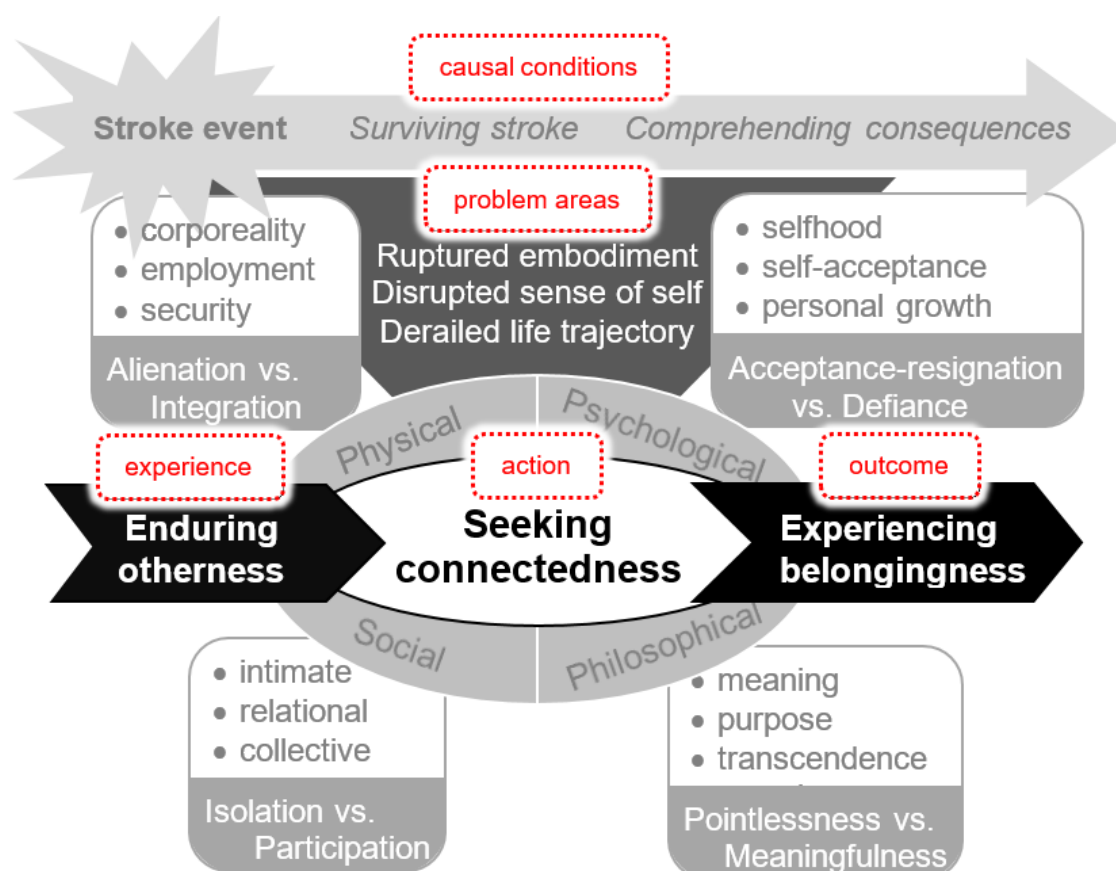 causal conditions
Stroke event
Surviving stroke
Comprehending consequences
problem areas
Ruptured embodiment
Disrupted sense of self
Derailed life trajectory
• corporeality
• employment
• security
Alienation vs.
Integration
• selfhood
• self-acceptance
• personal growth
Acceptance-resignation
vs. Defiance
Physical
Psychological
experience
action
outcome
Enduring
otherness
Seeking
connectedness
Experiencing
belongingness
Social
Philosophical
• intimate
• relational
• collective
Isolation vs.
Participation
• meaning
• purpose
• transcendence
Pointlessness vs.
Meaningfulness